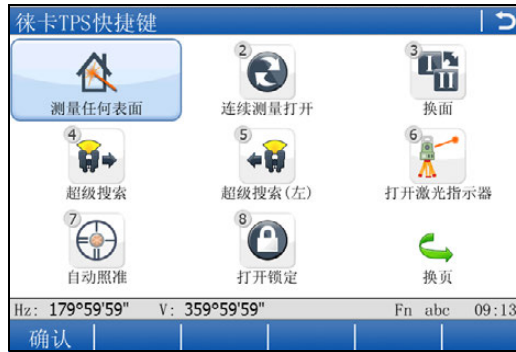 徕卡TPS快捷键
测量任何表面
2
连续测量打开
3
I II
换面
4
超级搜索
5
超级搜索(左)
6
打开激光指示器
7
自动照准
8
打开锁定
换页
Hz: 179°59'59" V: 359°59'59" Fn abc 09:13
确认